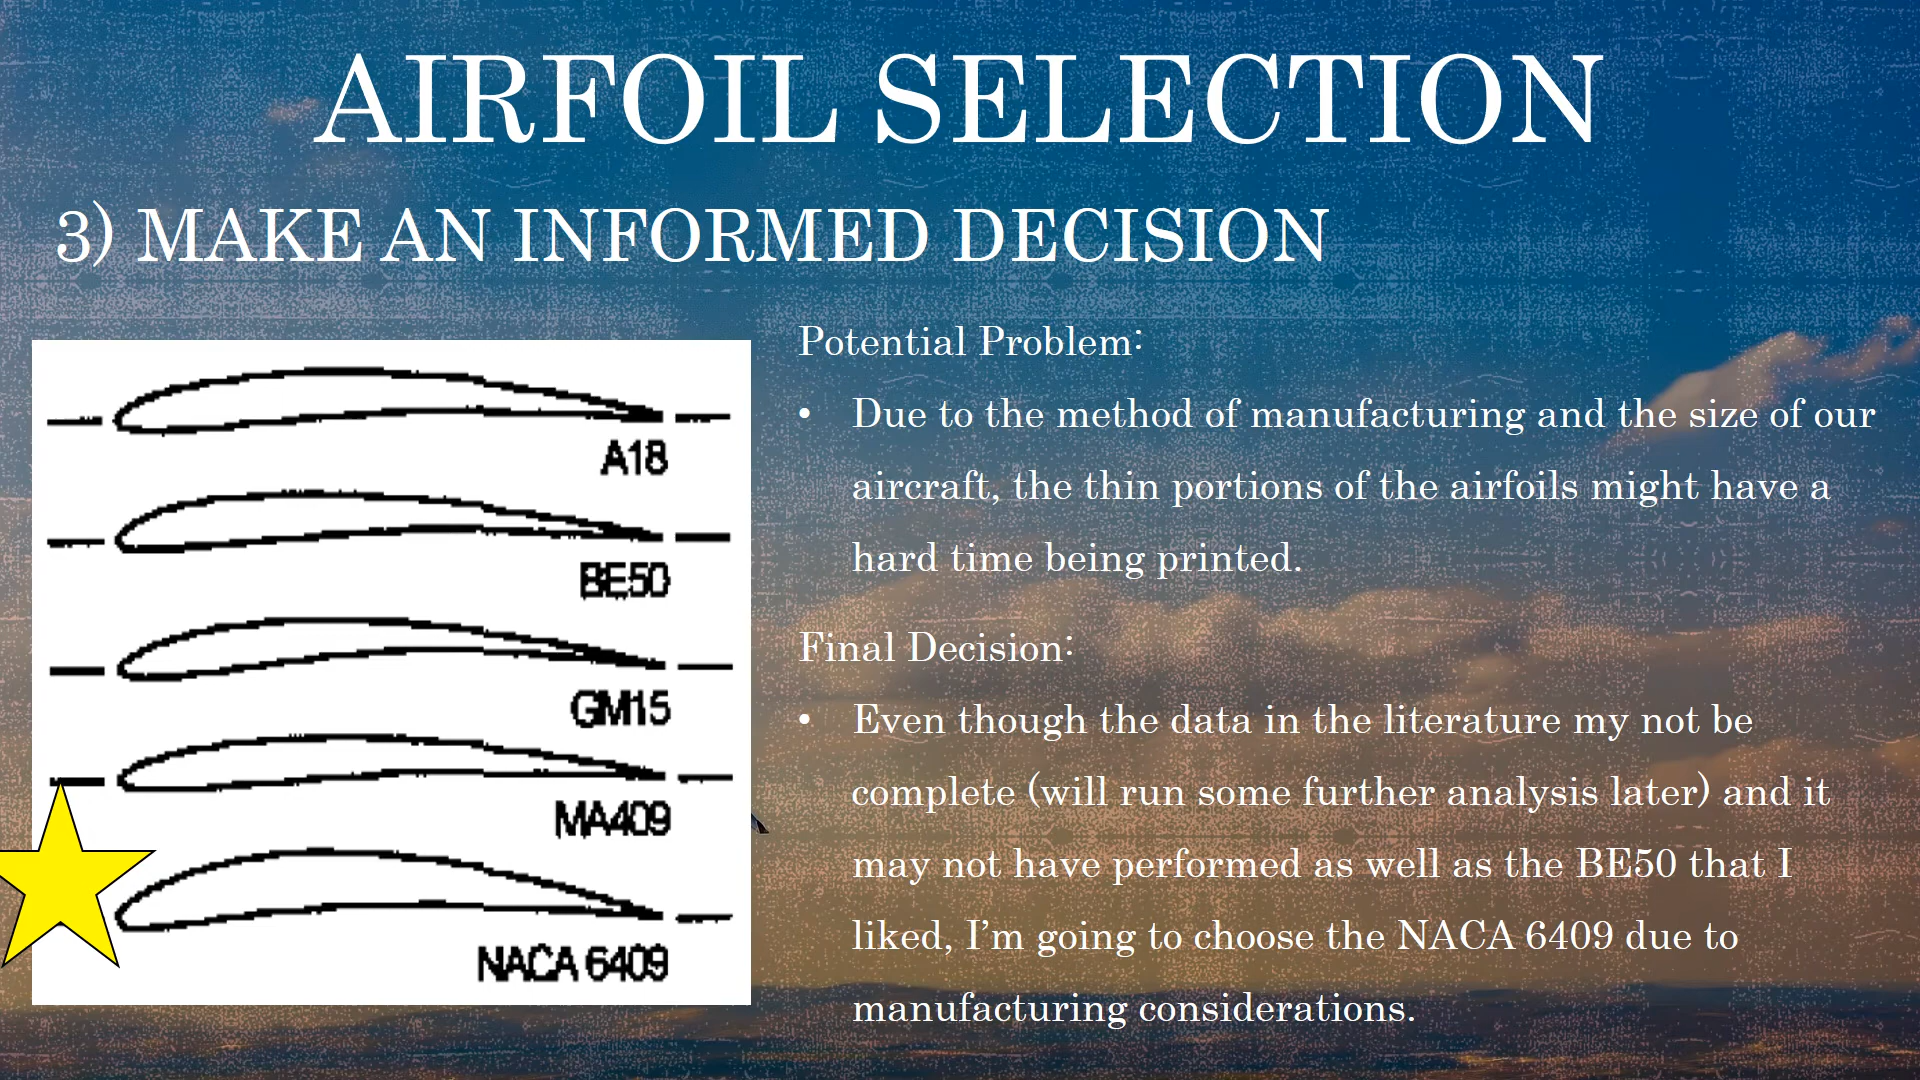 AIRFOIL SELECTION
3) MAKE AN INFORMED DECISION
A18
BE50
GM15
MA409
NACA 6409
Potential Problem:
• Due to the method of manufacturing and the size of our
aircraft, the thin portions of the airfoils might have a
hard time being printed.
Final Decision:
• Even though the data in the literature my not be
complete (will run some further analysis later) and it
may not have performed as well as the BE50 that I
liked, I’m going to choose the NACA 6409 due to
manufacturing considerations.